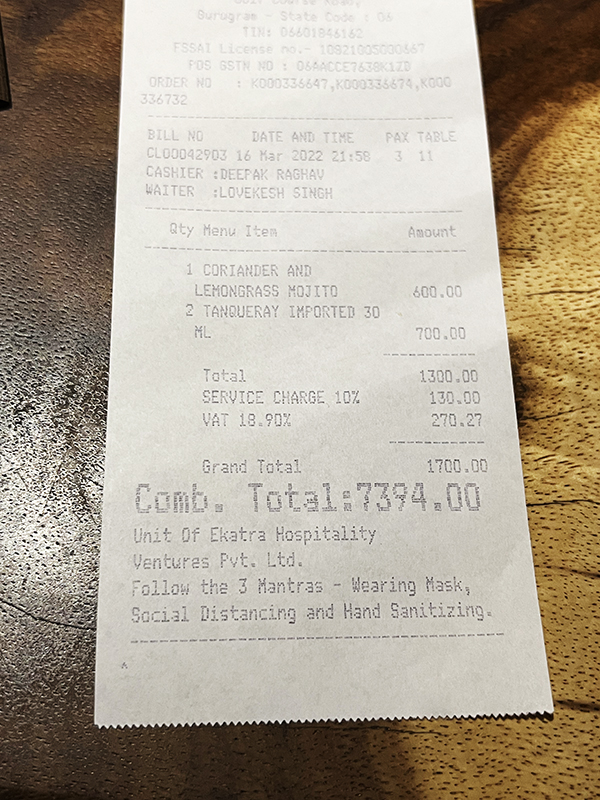 Golf Course Road,
Gurugram - State Code : 06
TIN: 06601846162
FSSAI License no.- 10821005000667
POS GSTN NO : 06AACCE7638K1ZD
ORDER NO : K000336647,K000336674,K000
336732
BILL NO DATE AND TIME PAX TABLE
CL00042903 16 Mar 2022 21:58 3 11
CASHIER :DEEPAK RAGHAV
WAITER :LOVEKESH SINGH
Qty Menu Item Amount
1 CORIANDER AND
LEMONGRASS MOJITO 600.00
2 TANQUERAY IMPORTED 30
ML 700.00
Total 1300.00
SERVICE CHARGE 10% 130.00
VAT 18.90% 270.27
Grand Total 1700.00
Comb. Total:7394.00
Unit Of Ekatra Hospitality
Ventures Pvt. Ltd.
Follow the 3 Mantras - Wearing Mask,
Social Distancing and Hand Sanitizing.